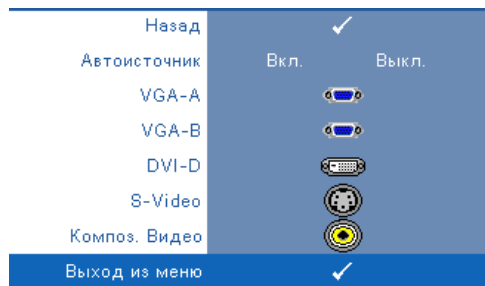 Назад
Автоисточник Вкл. Выкл.
VGA-A
VGA-B
DVI-D
S-Video
Композ. Видео
Выход из меню